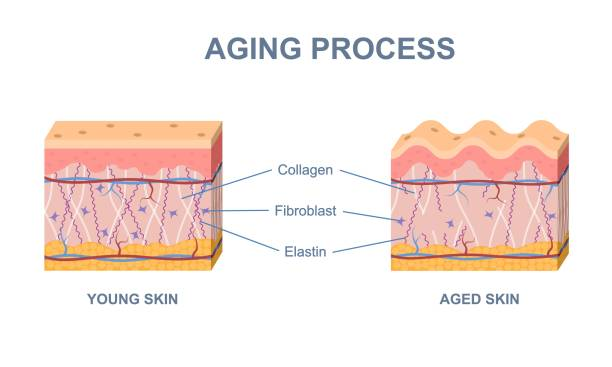 AGING PROCESS
Collagen
Fibroblast
Elastin
YOUNG SKIN
AGED SKIN